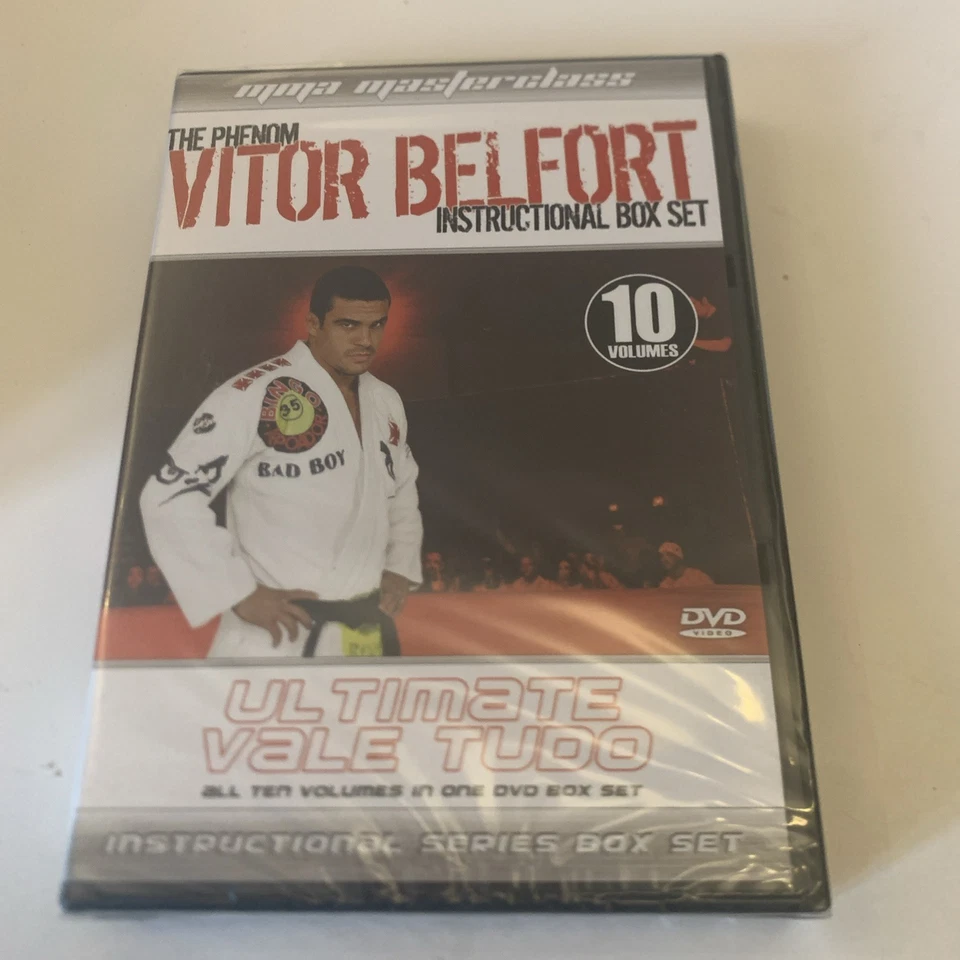 mma masterclass
THE PHENOM
VITOR BELFORT
INSTRUCTIONAL BOX SET
10
VOLUMES
35
BAD BOY
DVD
VIDEO
ULTIMATE
VALE TUDO
ALL TEN VOLUMES IN ONE DVD BOX SET
INSTRUCTIONAL SERIES BOX SET